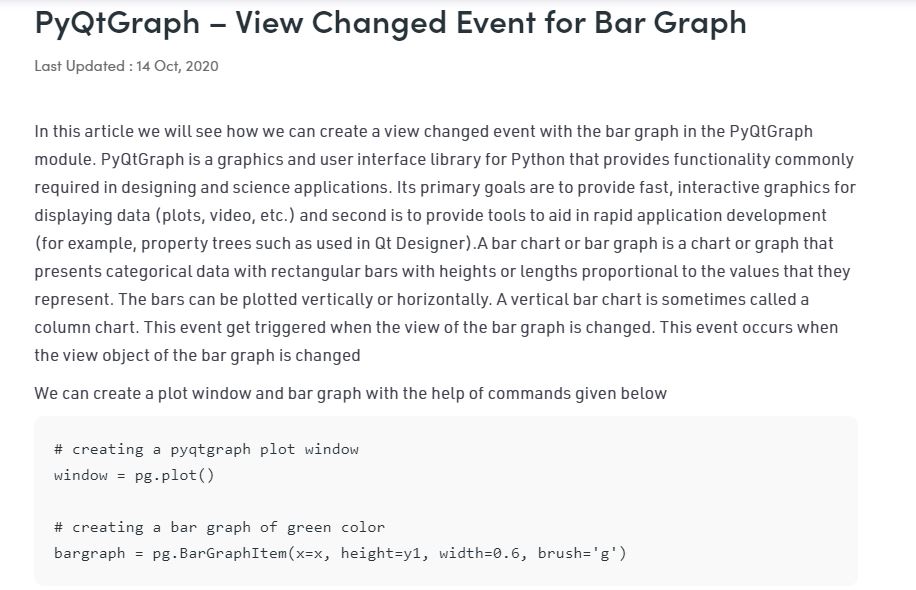 PyQtGraph – View Changed Event for Bar Graph
Last Updated : 14 Oct, 2020
In this article we will see how we can create a view changed event with the bar graph in the PyQtGraph
module. PyQtGraph is a graphics and user interface library for Python that provides functionality commonly
required in designing and science applications. Its primary goals are to provide fast, interactive graphics for
displaying data (plots, video, etc.) and second is to provide tools to aid in rapid application development
(for example, property trees such as used in Qt Designer).A bar chart or bar graph is a chart or graph that
presents categorical data with rectangular bars with heights or lengths proportional to the values that they
represent. The bars can be plotted vertically or horizontally. A vertical bar chart is sometimes called a
column chart. This event get triggered when the view of the bar graph is changed. This event occurs when
the view object of the bar graph is changed
We can create a plot window and bar graph with the help of commands given below
# creating a pyqtgraph plot window
window = pg.plot()
# creating a bar graph of green color
bargraph = pg.BarGraphItem(x=x, height=y1, width=0.6, brush='g')